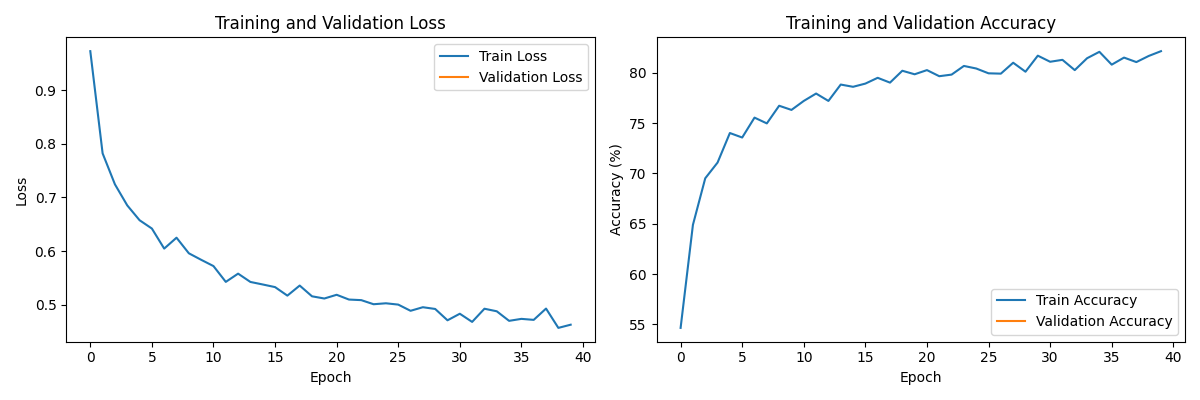 Training and Validation Loss
Train Loss
Validation Loss
0.9
0.8
0.7
0.6
0.5
Loss
0 5 10 15 20 25 30 35 40
Epoch
Training and Validation Accuracy
80
75
70
65
60
55
Accuracy (%)
Train Accuracy
Validation Accuracy
0 5 10 15 20 25 30 35 40
Epoch